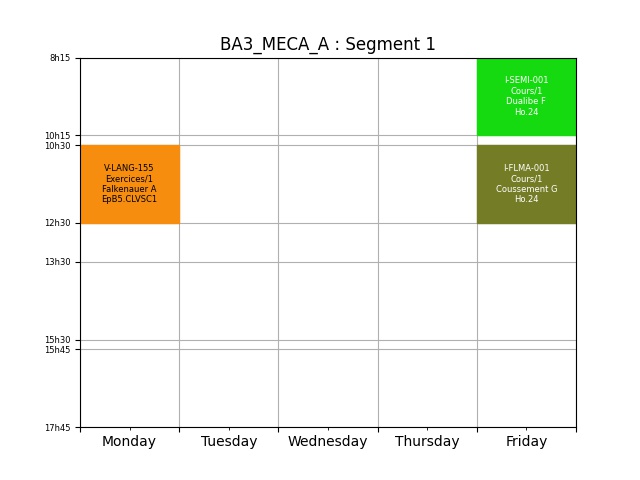 BA3_MECA_A : Segment 1
8h15
I-SEMI-001
Cours/1
Dualibe F
Ho.24
10h15
10h30
V-LANG-155
Exercices/1
Falkenauer A
EpB5.CLVSC1
I-FLMA-001
Cours/1
Coussement G
Ho.24
12h30
13h30
15h30
15h45
17h45
Monday Tuesday Wednesday Thursday Friday